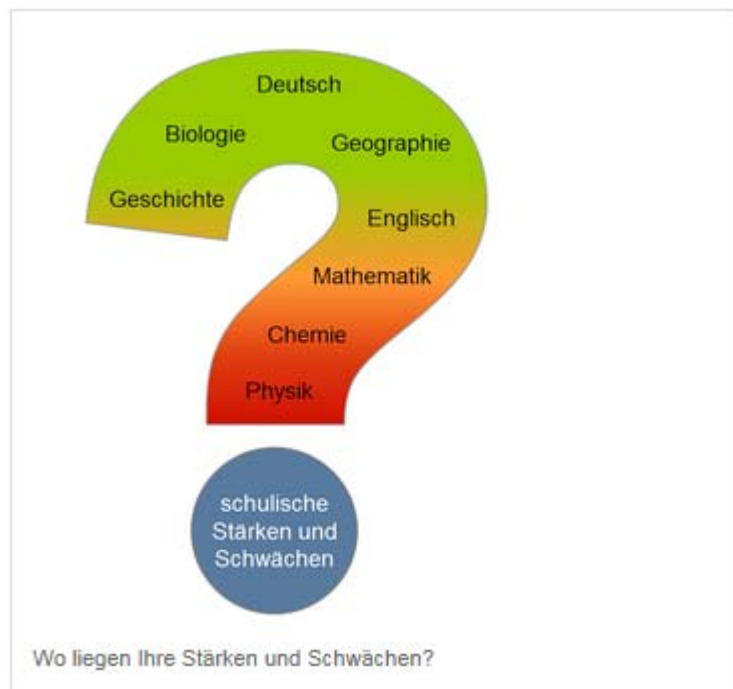 Deutsch
Biologie
Geographie
Geschichte
Englisch
Mathematik
Chemie
Physik
schulische
Stärken und
Schwächen
Wo liegen Ihre Stärken und Schwächen?